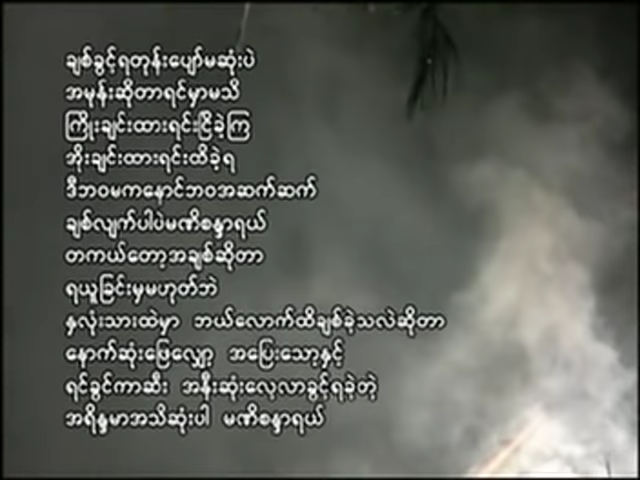 ချစ်ခွင့်ရတုန်းပျော်မဆုံးပဲ
အမုန်းဆိုတာရင်မှာမသိ
ကြိုးချင်းထားရင်းငြိခဲ့ကြ
အိုးချင်းထားရင်းထိခဲ့ရ
ဒီဘဝမကနောင်ဘဝအဆက်ဆက်
ချစ်လျက်ပါပဲမဏိစန္ဒာရယ်
တကယ်တော့အချစ်ဆိုတာ
ရယူခြင်းမှမဟုတ်ဘဲ
နှလုံးသားထဲမှာ ဘယ်လောက်ထိချစ်ခဲ့သလဲဆိုတာ
နောက်ဆုံးဖြေလျှော့ အပြေးသော့နှင့်
ရင်ခွင်ကာဆီး အနီးဆုံးလေ့လာခွင့်ရခဲ့တဲ့
အရိန္ဒမာအသိဆုံးပါ မဏိစန္ဒာရယ်